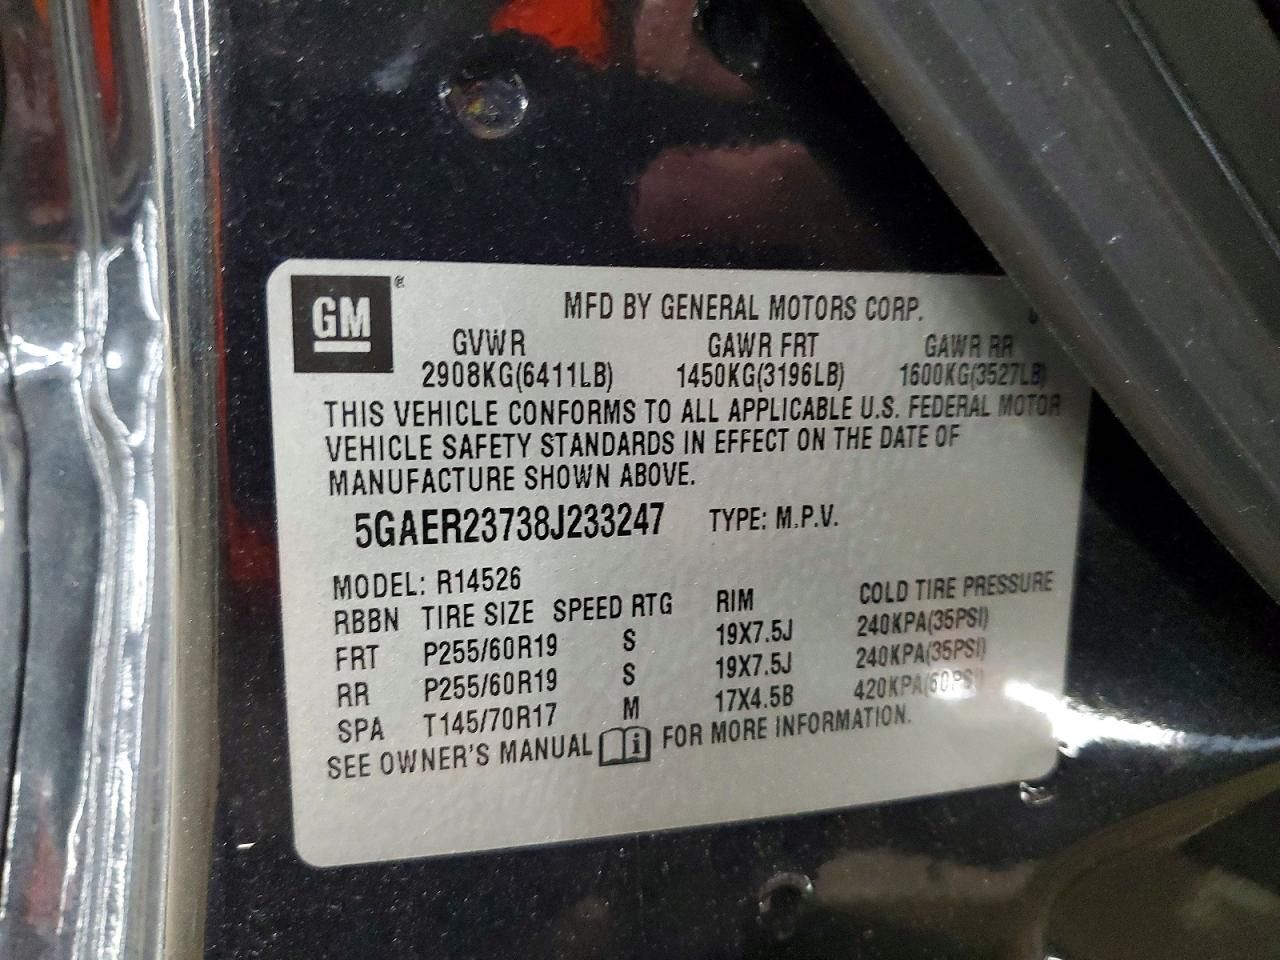 GM ®
MFD BY GENERAL MOTORS CORP.
GVWR GAWR FRT GAWR RR
2908KG(6411LB) 1450KG(3196LB) 1600KG(3527LB)
THIS VEHICLE CONFORMS TO ALL APPLICABLE U.S. FEDERAL MOTOR
VEHICLE SAFETY STANDARDS IN EFFECT ON THE DATE OF
MANUFACTURE SHOWN ABOVE.
5GAER23738J233247 TYPE: M.P.V.
MODEL: R14526
RBBN TIRE SIZE SPEED RTG RIM COLD TIRE PRESSURE
FRT P255/60R19 S 19X7.5J 240KPA(35PSI)
RR P255/60R19 S 19X7.5J 240KPA(35PSI)
SPA T145/70R17 M 17X4.5B 420KPA(60PSI)
SEE OWNER'S MANUAL FOR MORE INFORMATION.